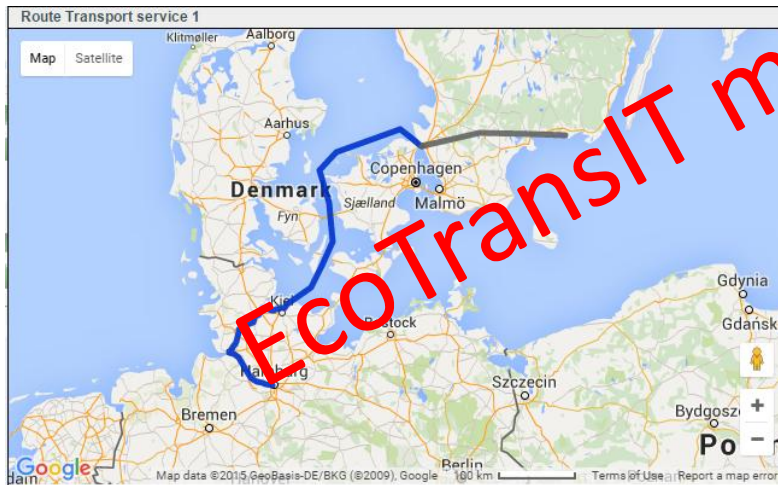 Route Transport service 1
Klitmøller
Aalborg
Map Satellite
Aarhus
Copenhagen
Denmark
Sjælland
Malmö
Fyn
EcoTransIT m
Gdynia
Kiel
Gdańsk
Rostock
Hamburg
Szczecin
Bremen
Bydgosz
+
−
Po
Google
dam
Map data ©2015 GeoBasis-DE/BKG (©2009), Google
100 km
Terms of Use
Report a map error
Berlin